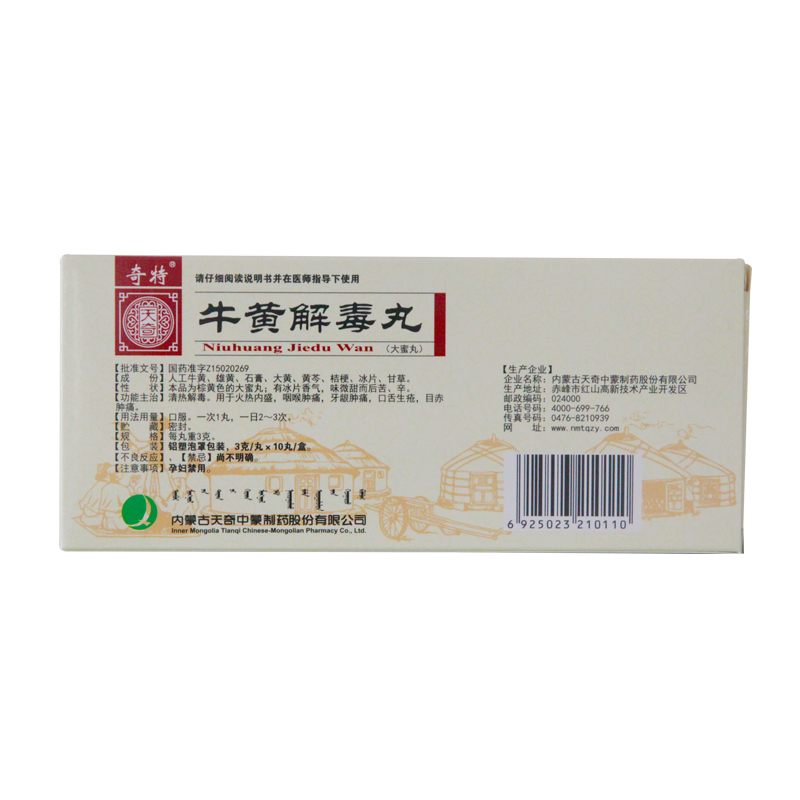 奇特®
天奇
请仔细阅读说明书并在医师指导下使用
牛黄解毒丸
Niuhuang Jiedu Wan （大蜜丸）
【批准文号】国药准字Z15020269
【成　份】人工牛黄、雄黄、石膏、大黄、黄芩、桔梗、冰片、甘草。
【性　状】本品为棕黄色的大蜜丸；有冰片香气，味微甜而后苦、辛。
【功能主治】清热解毒。用于火热内盛，咽喉肿痛，牙龈肿痛，口舌生疮，目赤
肿痛。
【用法用量】口服。一次1丸，一日2～3次。
【贮　藏】密封。
【规　格】每丸重3克。
【包　装】铝塑泡罩包装，3克/丸×10丸/盒。
【不良反应】、【禁忌】尚不明确。
【注意事项】孕妇禁用。
内蒙古天奇中蒙制药股份有限公司
Inner Mongolia Tianqi Chinese-Mongolian Pharmacy Co., Ltd.
【生产企业】
企业名称：内蒙古天奇中蒙制药股份有限公司
生产地址：赤峰市红山高新技术产业开发区
邮政编码：024000
电话号码：4000-699-766
传真号码：0476-8210939
网　址：www.nmtqzy.com
6 925023 210110